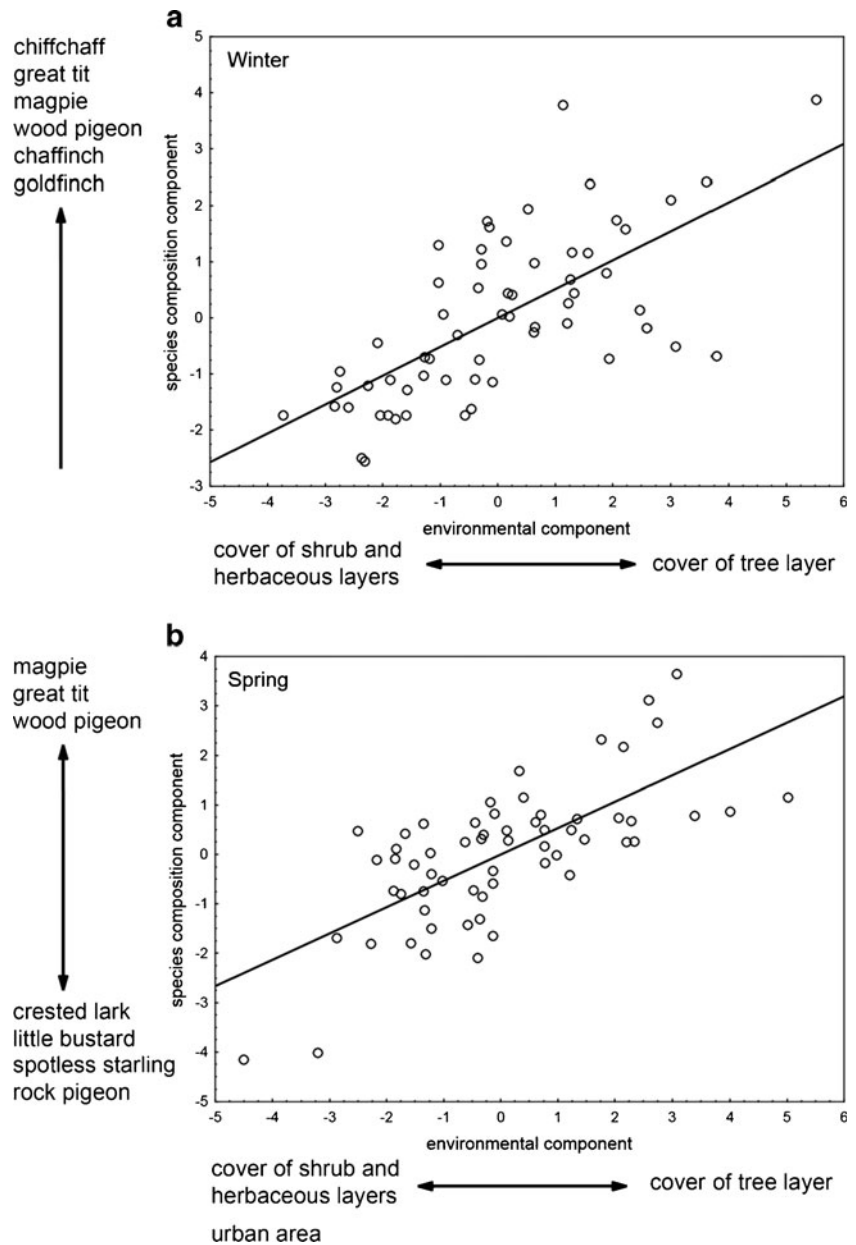 a
chiffchaff
great tit
magpie
wood pigeon
chaffinch
goldfinch
Winter
species composition component
5
4
3
2
1
0
-1
-2
-3
-5 -4 -3 -2 -1 0 1 2 3 4 5 6
environmental component
cover of shrub and
herbaceous layers
cover of tree layer
b
magpie
great tit
wood pigeon
crested lark
little bustard
spotless starling
rock pigeon
Spring
species composition component
4
3
2
1
0
-1
-2
-3
-4
-5
-5 -4 -3 -2 -1 0 1 2 3 4 5 6
environmental component
cover of shrub and
herbaceous layers
cover of tree layer
urban area